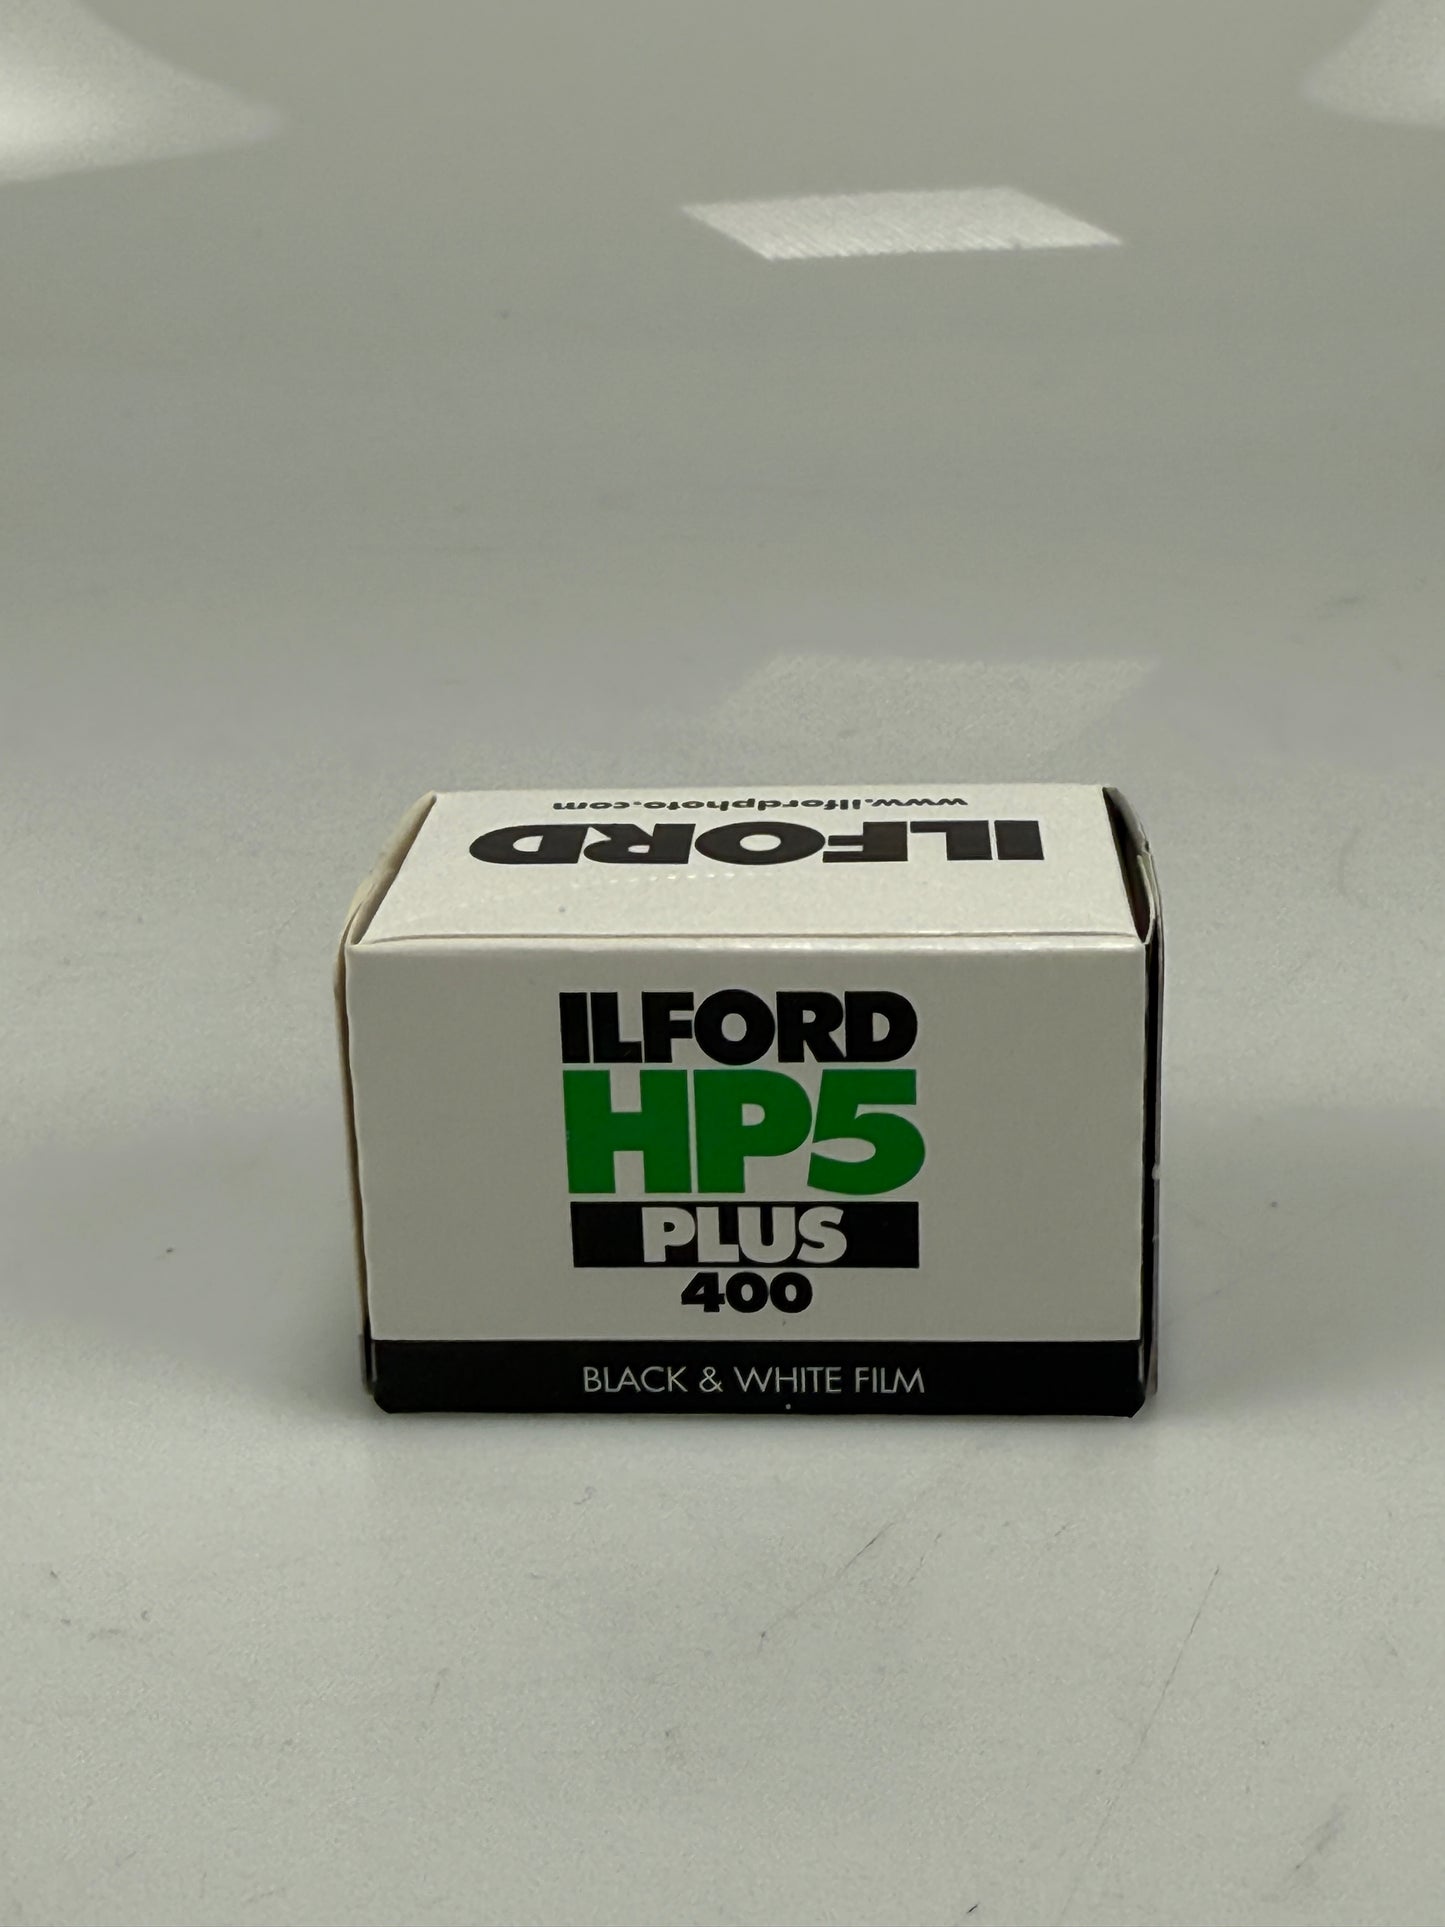 www.ilfordphoto.com
ILFORD
ILFORD
HP5
PLUS
400
BLACK & WHITE FILM